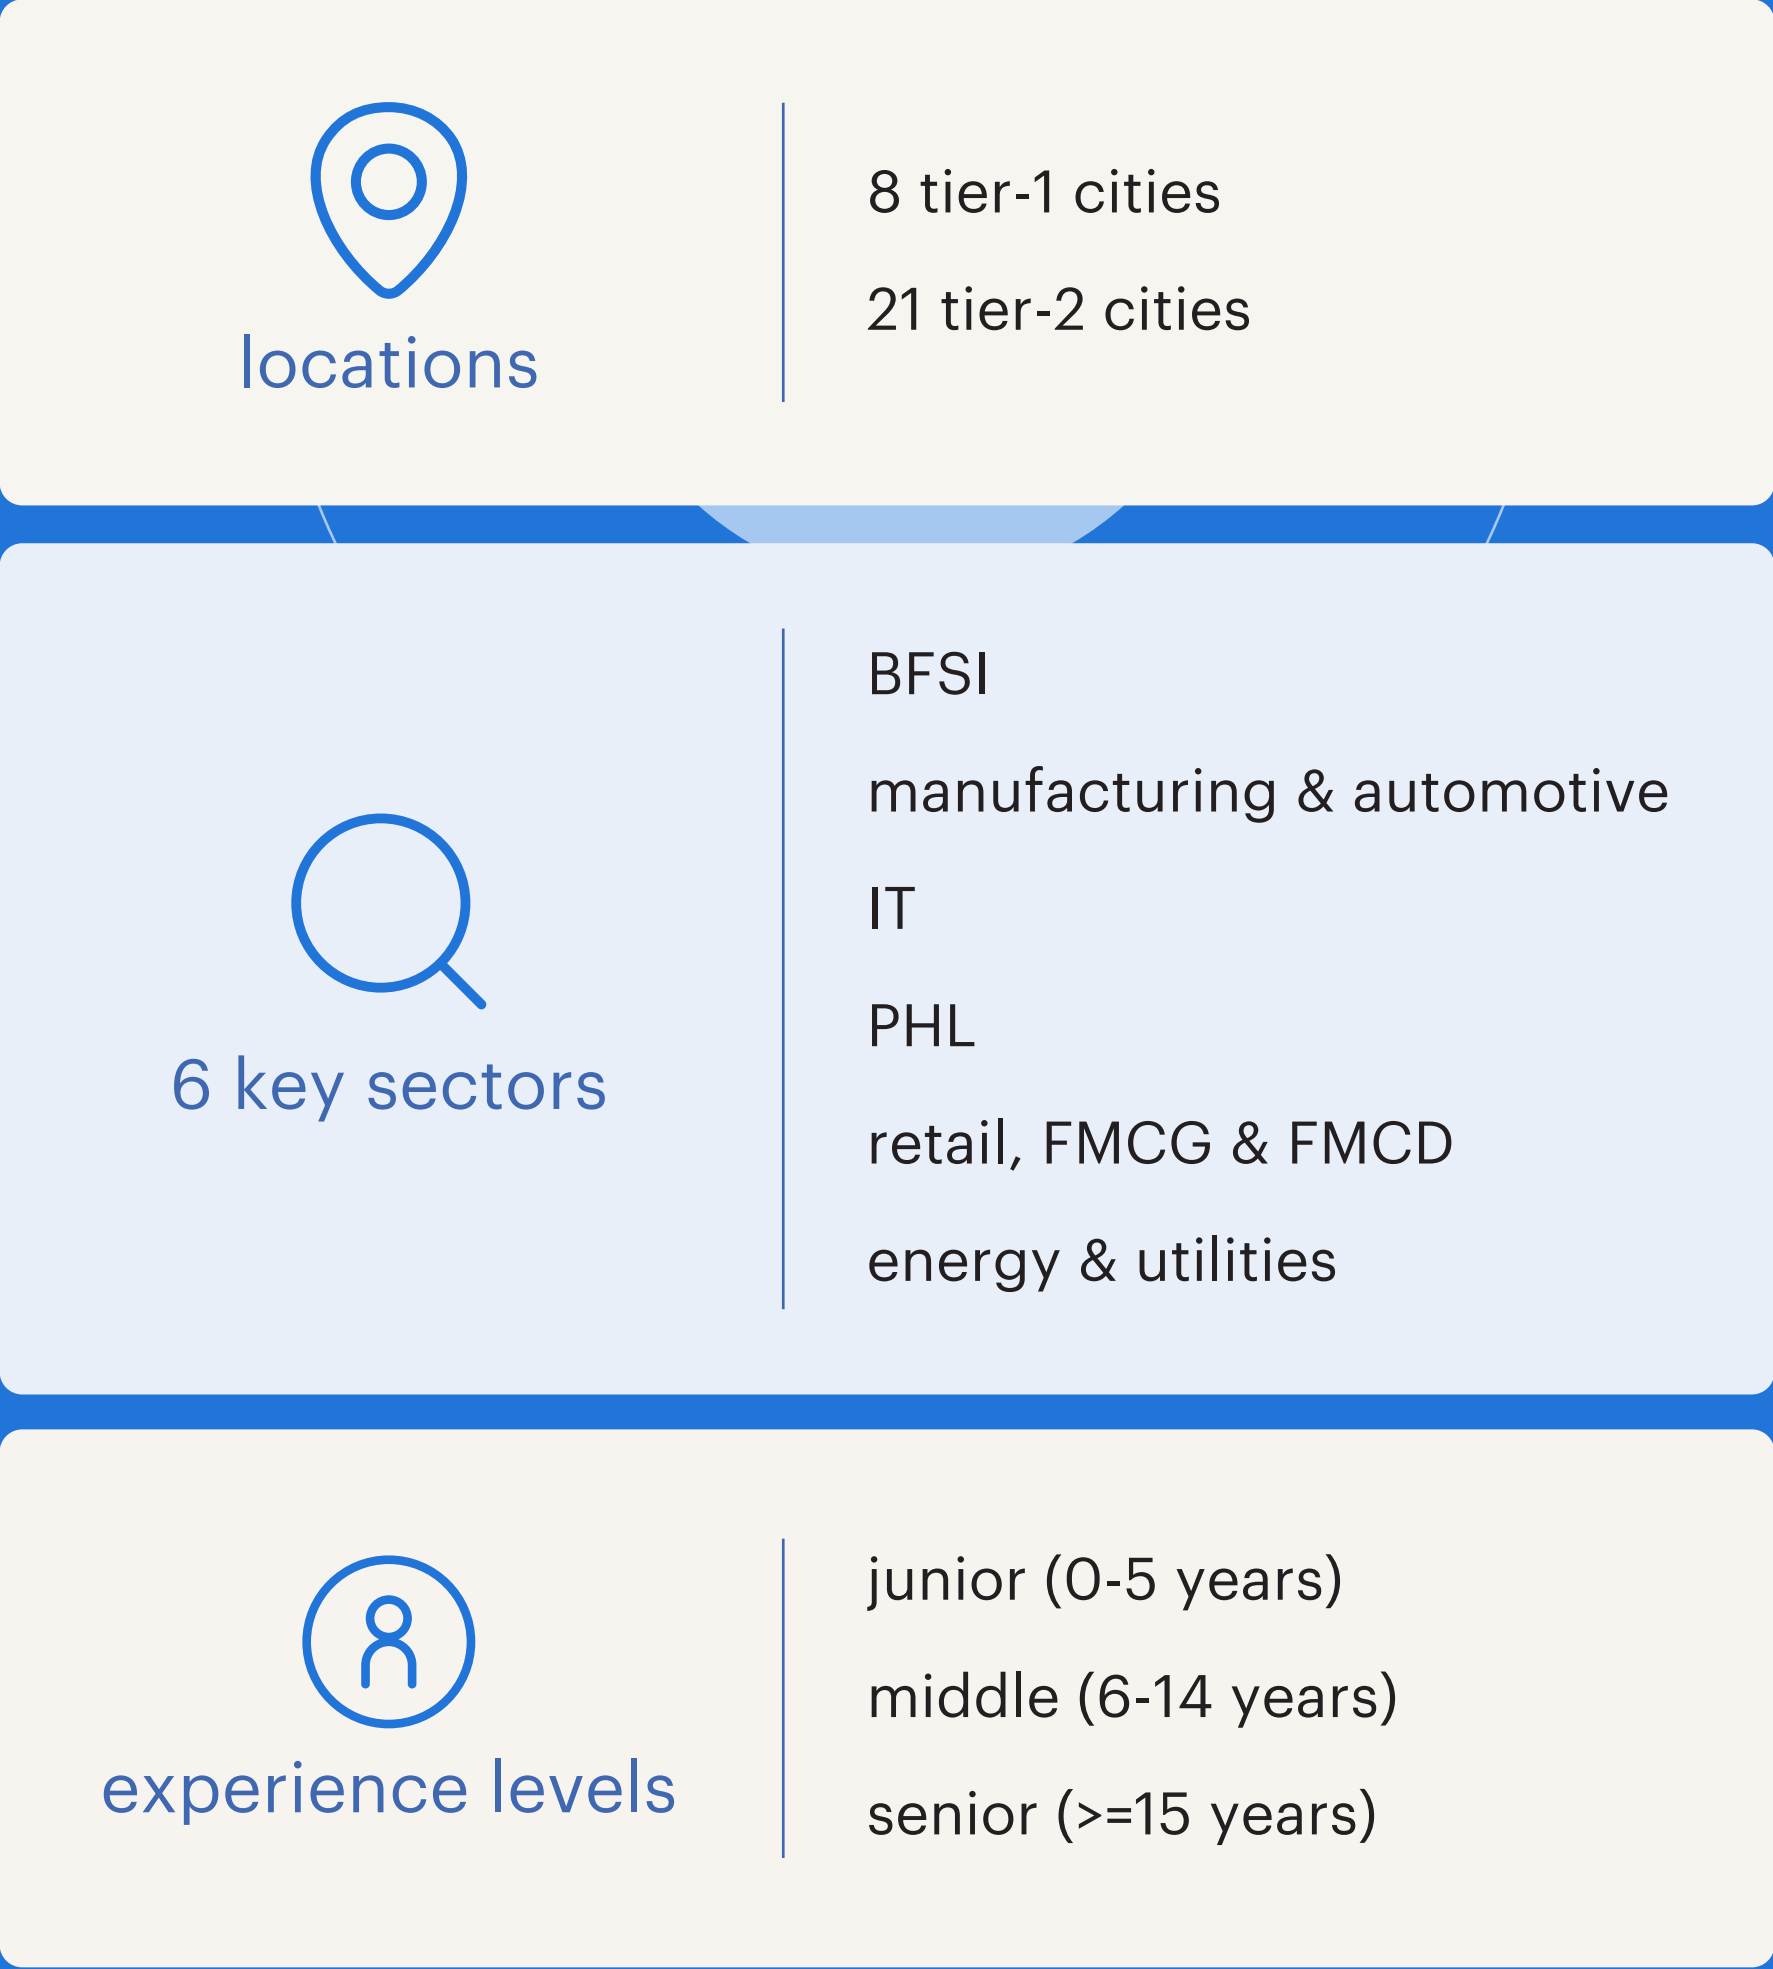 locations
8 tier-1 cities
21 tier-2 cities
6 key sectors
BFSI
manufacturing & automotive
IT
PHL
retail, FMCG & FMCD
energy & utilities
experience levels
junior (0-5 years)
middle (6-14 years)
senior (>=15 years)